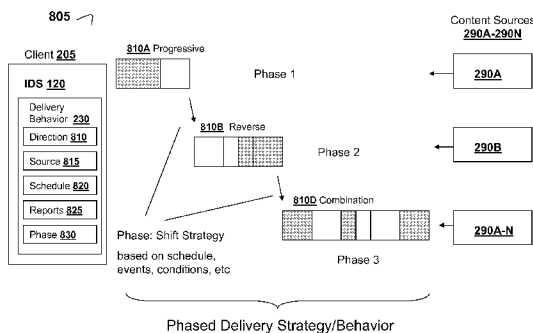 805
Content Sources
290A-290N
Client 205
810A Progressive
IDS 120
Phase 1
290A
Delivery
Behavior 230
Direction 810
810B Reverse
Source 815
Phase 2
290B
Schedule 820
Reports 825
810D Combination
Phase 830
Phase: Shift Strategy
290A-N
based on schedule,
events, conditions, etc
Phase 3
Phased Delivery Strategy/Behavior